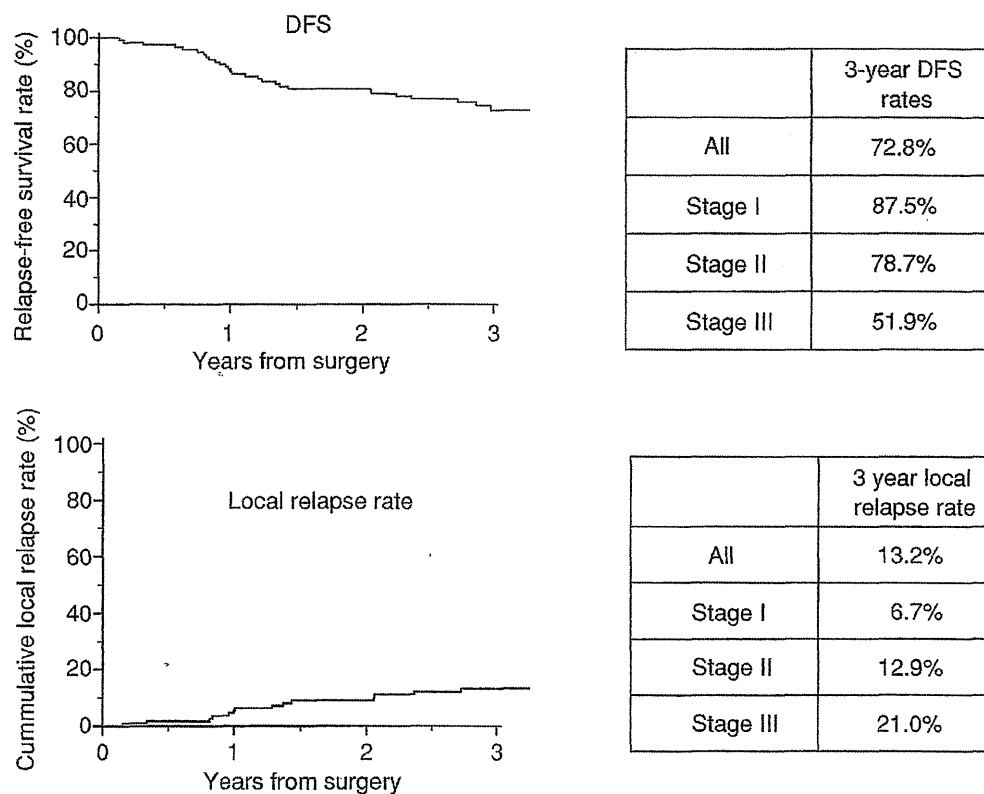 DFS
Relapse-free survival rate (%)
100
80
60
40
20
0
0 1 2 3
Years from surgery
3-year DFS
rates
All 72.8%
Stage I 87.5%
Stage II 78.7%
Stage III 51.9%
Local relapse rate
Cummulative local relapse rate (%)
100
80
60
40
20
0
0 1 2 3
Years from surgery
3 year local
relapse rate
All 13.2%
Stage I 6.7%
Stage II 12.9%
Stage III 21.0%